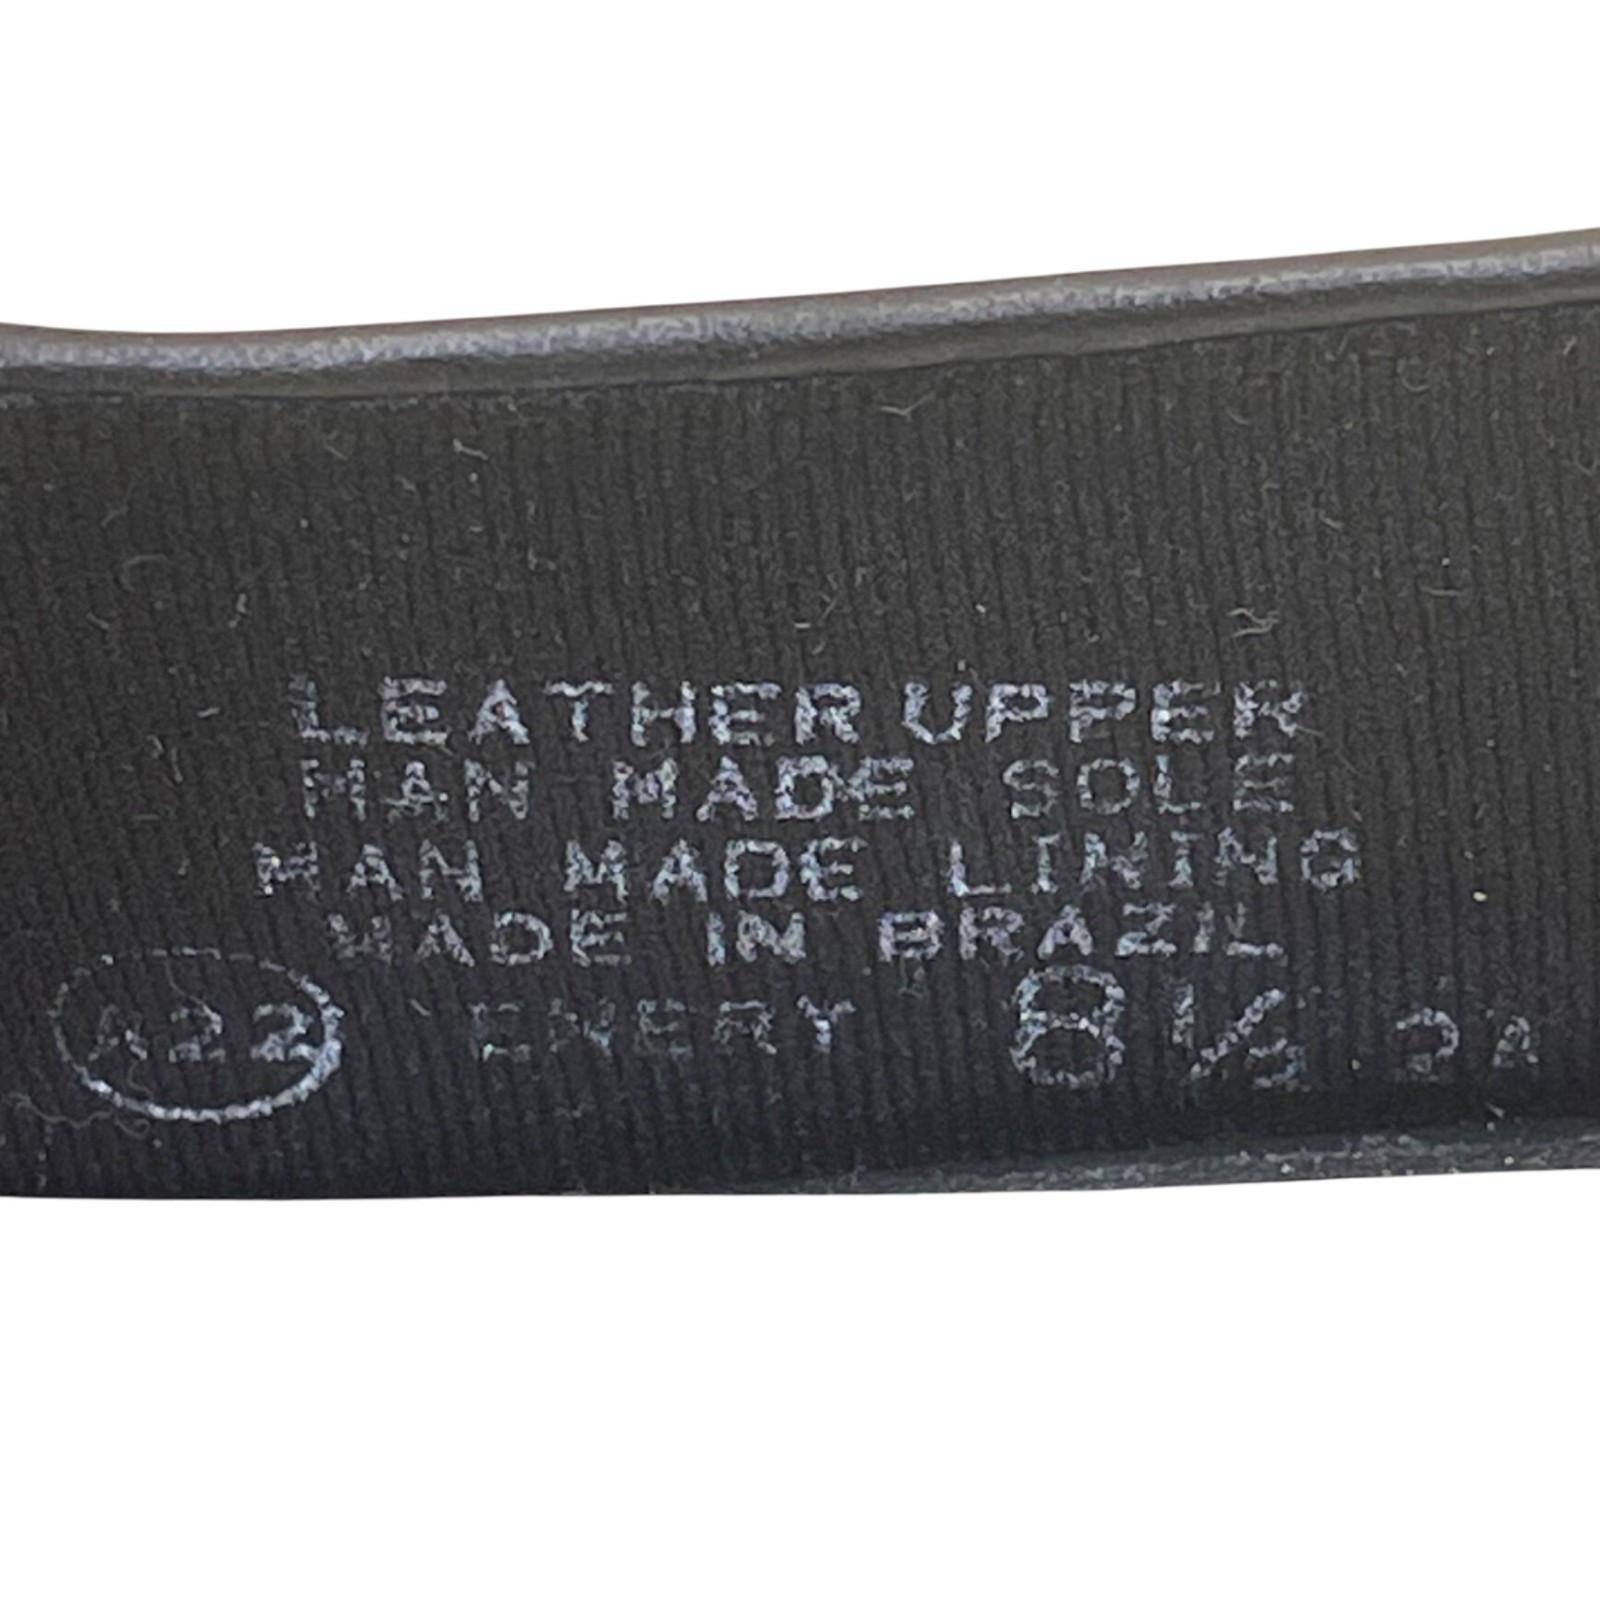 LEATHER UPPER
MAN MADE SOLE
MAN MADE LINING
MADE IN BRAZIL
A22 EMERY 8½ 2A